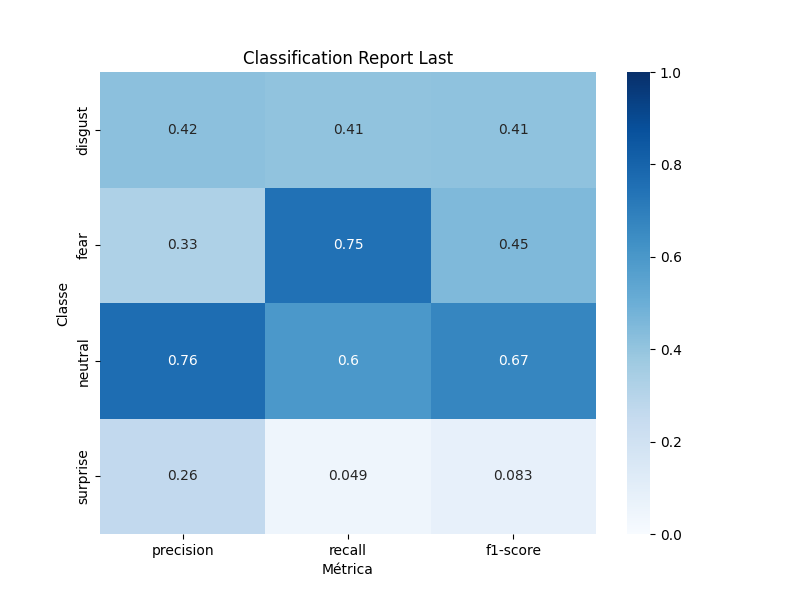 Classification Report Last
Classe
disgust 0.42 0.41 0.41
fear 0.33 0.75 0.45
neutral 0.76 0.6 0.67
surprise 0.26 0.049 0.083
precision recall f1-score
Métrica
1.0
0.8
0.6
0.4
0.2
0.0